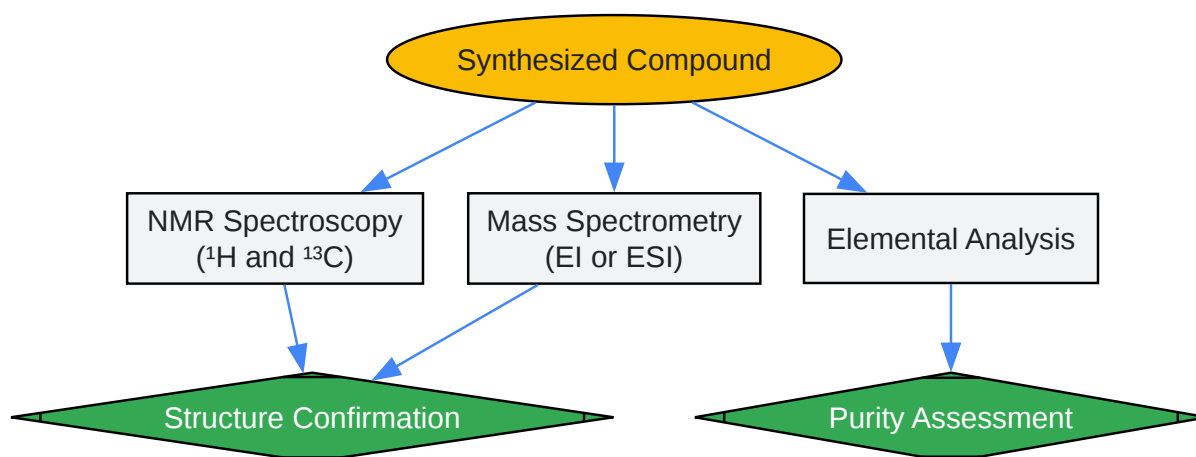 Synthesized Compound
NMR Spectroscopy
(¹H and ¹³C)
Mass Spectrometry
(EI or ESI)
Elemental Analysis
Structure Confirmation
Purity Assessment